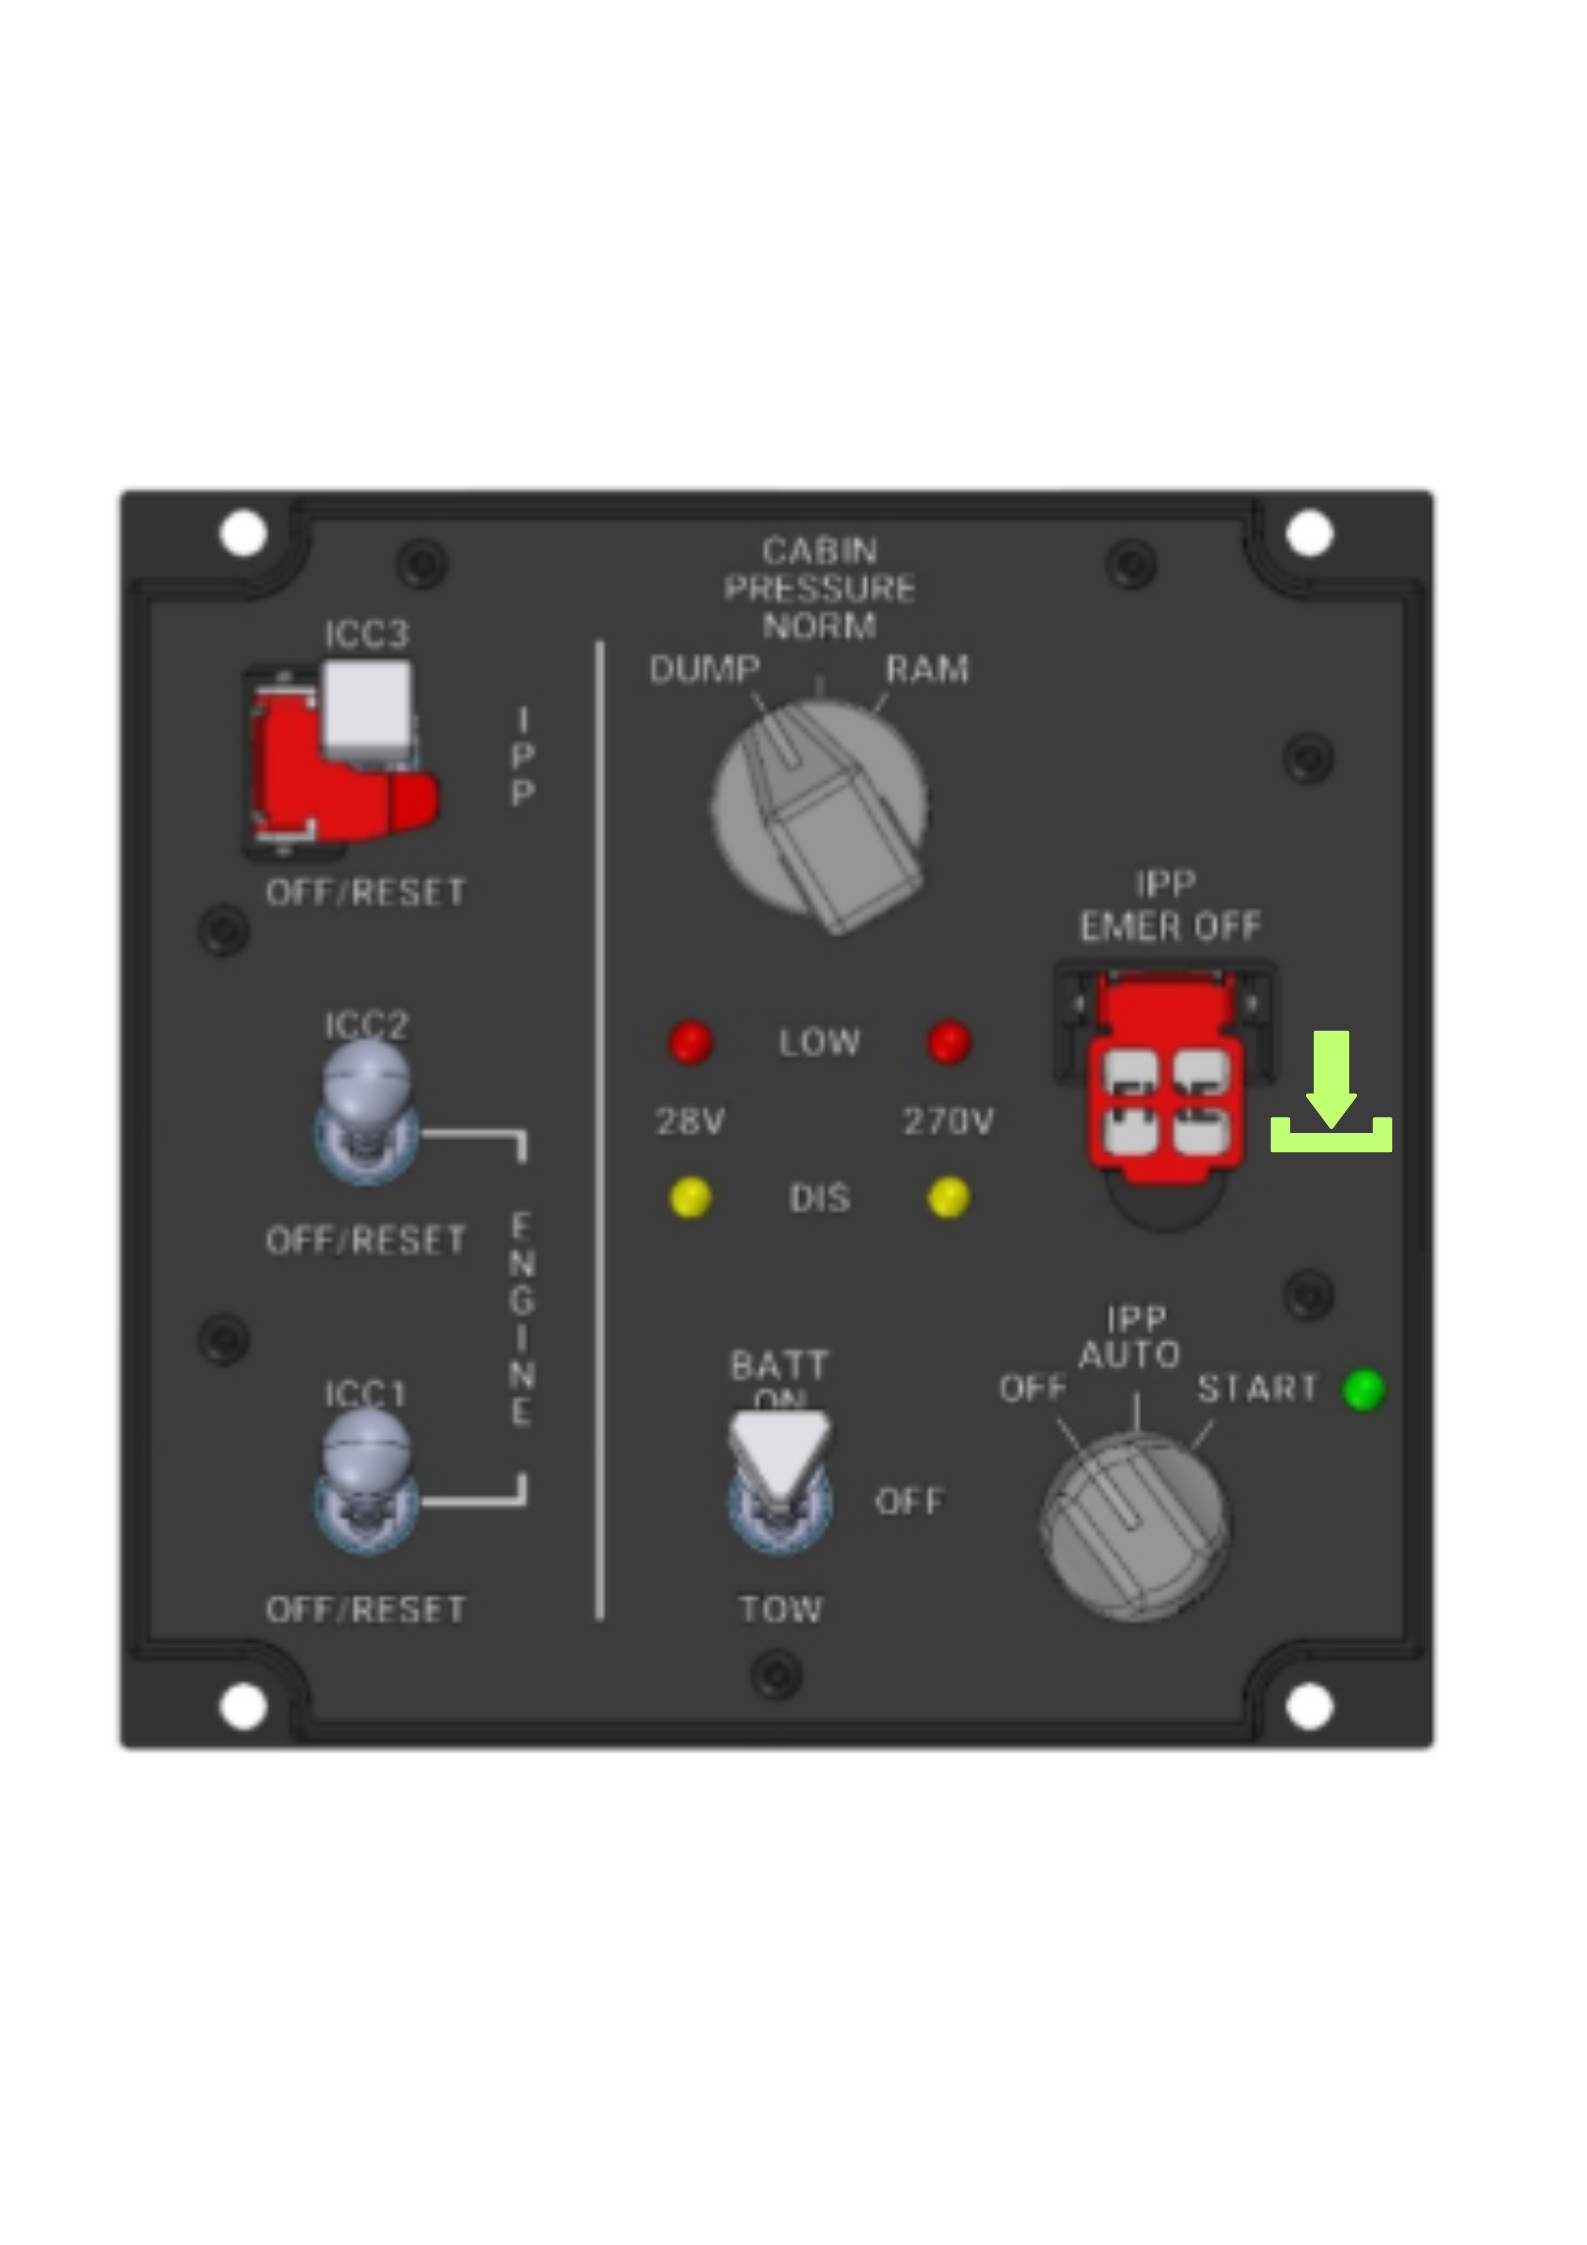 ICC3
IPP
OFF/RESET
ICC2
OFF/RESET
ENGINE
ICC1
OFF/RESET
CABIN
PRESSURE
NORM
DUMP
RAM
IPP
EMER OFF
LOW
28V
270V
DIS
BATT
ON
OFF
TOW
IPP
AUTO
OFF
START